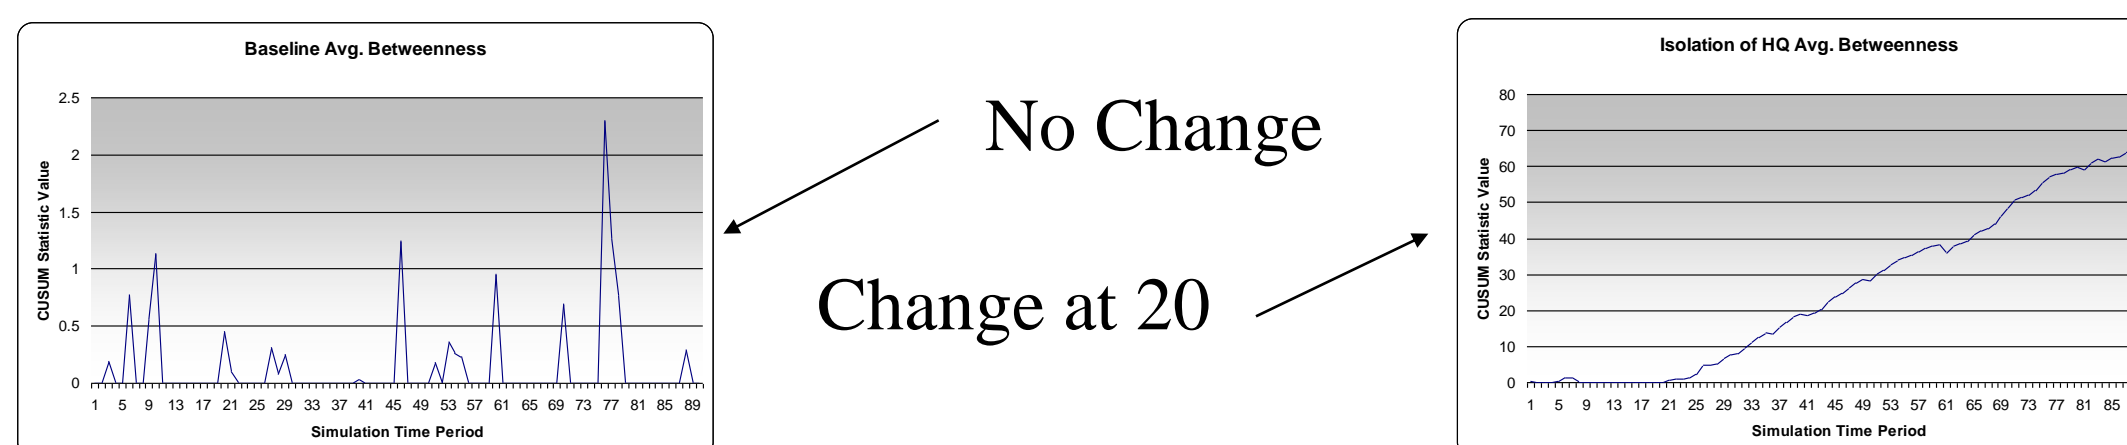 Baseline Avg. Betweenness
2.5
2
1.5
1
0.5
0
CUSUM Statistic Value
1 5 9 13 17 21 25 29 33 37 41 45 49 53 57 61 65 69 73 77 81 85 89
Simulation Time Period
No Change
Change at 20
Isolation of HQ Avg. Betweenness
80
70
60
50
40
30
20
10
0
CUSUM Statistic Value
1 5 9 13 17 21 25 29 33 37 41 45 49 53 57 61 65 69 73 77 81 85
Simulation Time Period